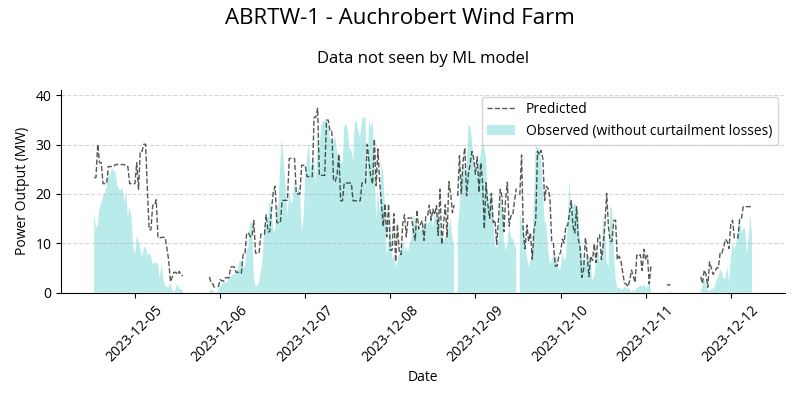 ABRTW-1 - Auchrobert Wind Farm
Data not seen by ML model
Power Output (MW)
40
30
20
10
0
Predicted
Observed (without curtailment losses)
2023-12-05
2023-12-06
2023-12-07
2023-12-08
2023-12-09
2023-12-10
2023-12-11
2023-12-12
Date